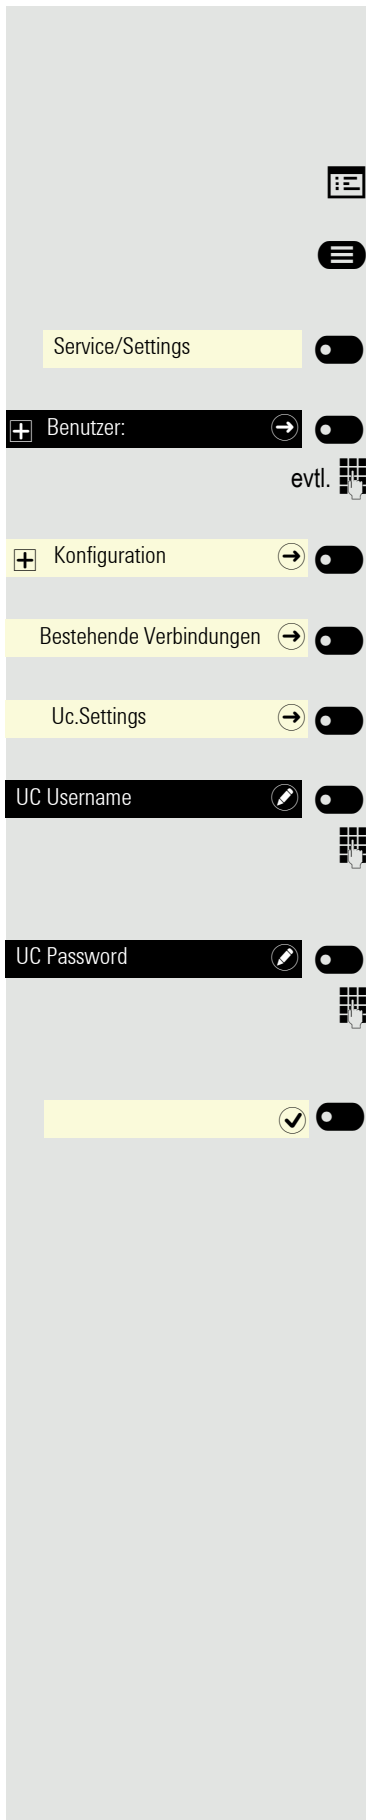 Service/Settings
Benutzer:
evtl.
Konfiguration
Bestehende Verbindungen
Uc.Settings
UC Username
UC Password